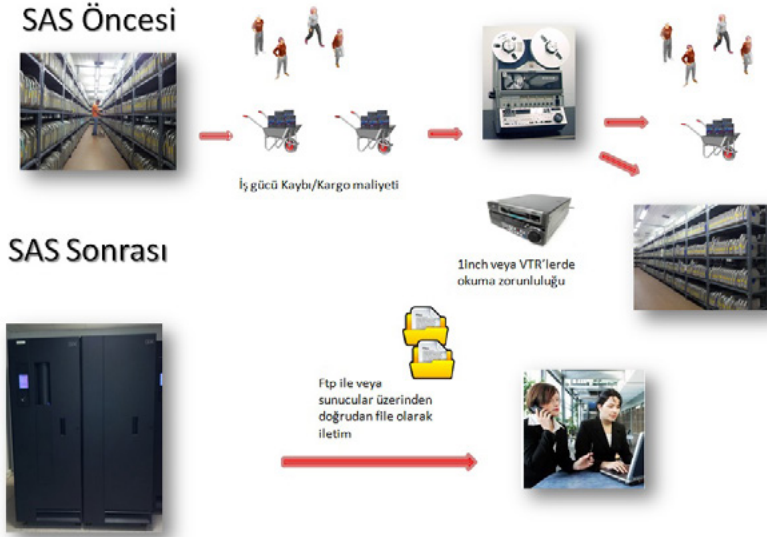 SAS Öncesi
İş gücü Kaybı/Kargo maliyeti
1inch veya VTR'lerde
okuma zorunluluğu
SAS Sonrası
Ftp ile veya
sunucular üzerinden
doğrudan file olarak
iletim